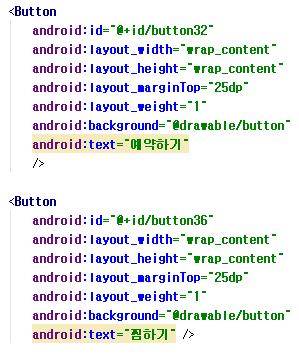 <Button
android:id="@+id/button32"
android:layout_width="wrap_content"
android:layout_height="wrap_content"
android:layout_marginTop="25dp"
android:layout_weight="1"
android:background="@drawable/button"
android:text="예약하기"
/>
<Button
android:id="@+id/button36"
android:layout_width="wrap_content"
android:layout_height="wrap_content"
android:layout_marginTop="25dp"
android:layout_weight="1"
android:background="@drawable/button"
android:text="찜하기" />